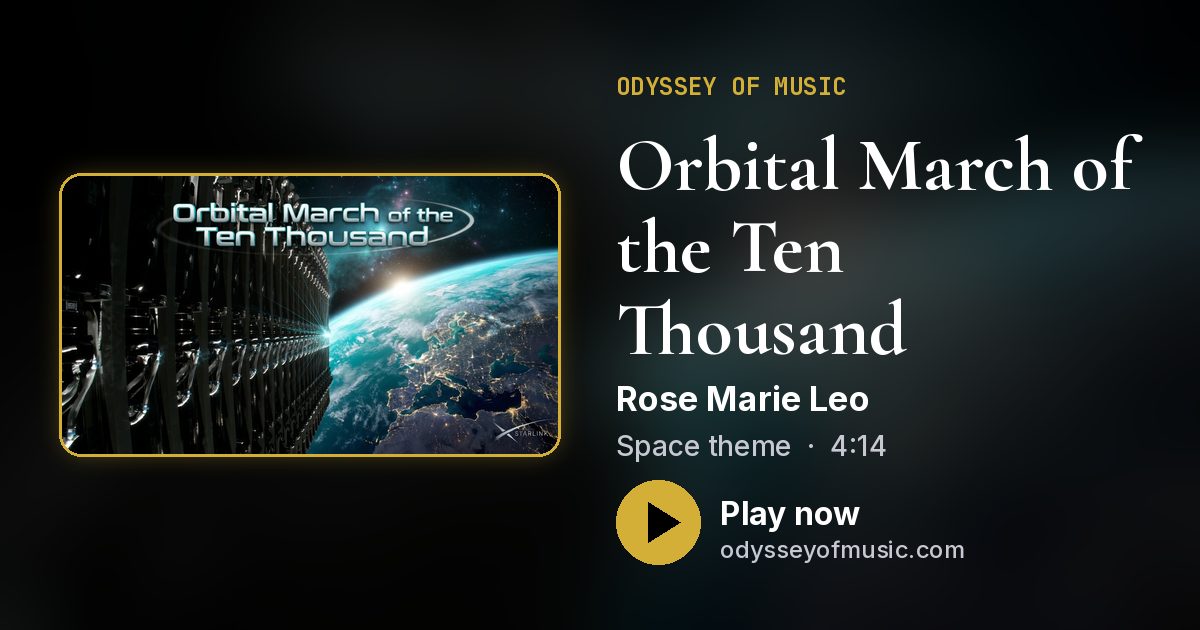 ODYSSEY OF MUSIC
Orbital March of
the Ten
Thousand
Rose Marie Leo
Space theme · 4:14
Play now
odysseyofmusic.com
Orbital March of the
Ten Thousand
STARLINK